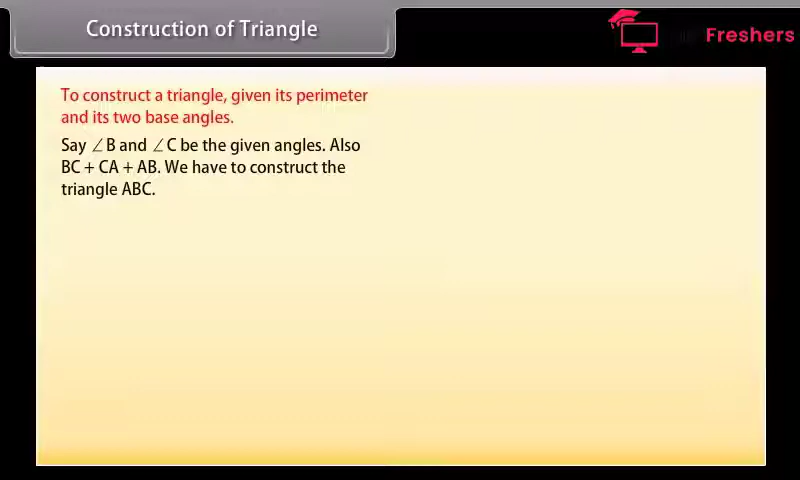 Construction of Triangle
Freshers
To construct a triangle, given its perimeter
and its two base angles.
Say ∠B and ∠C be the given angles. Also
BC + CA + AB. We have to construct the
triangle ABC.